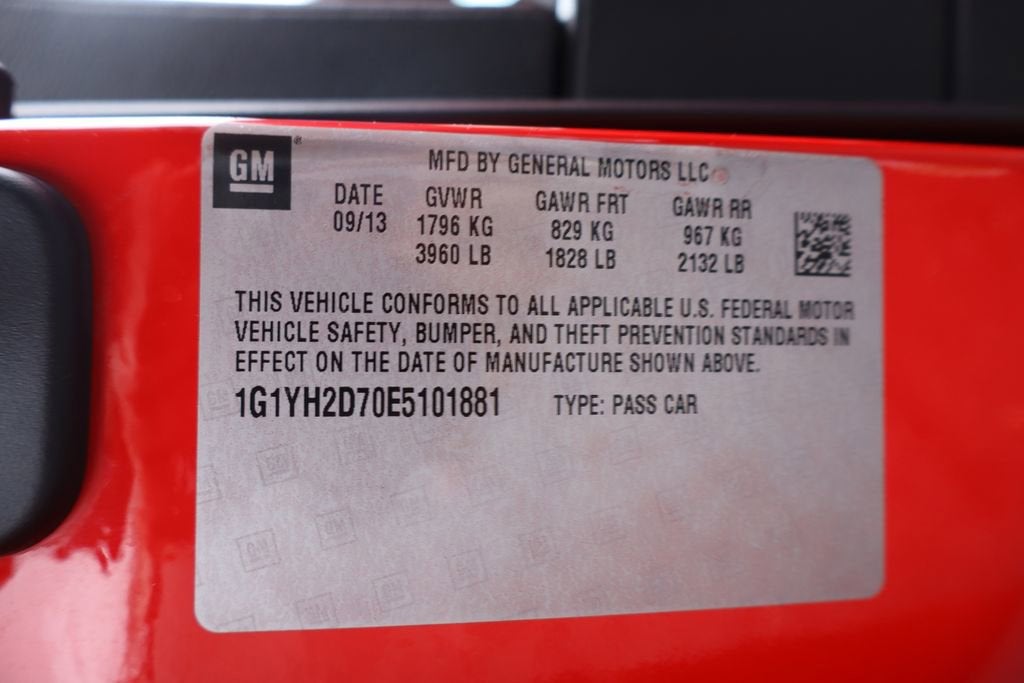 GM®
MFD BY GENERAL MOTORS LLC
DATE GVWR GAWR FRT GAWR RR
09/13 1796 KG 829 KG 967 KG
3960 LB 1828 LB 2132 LB
THIS VEHICLE CONFORMS TO ALL APPLICABLE U.S. FEDERAL MOTOR
VEHICLE SAFETY, BUMPER, AND THEFT PREVENTION STANDARDS IN
EFFECT ON THE DATE OF MANUFACTURE SHOWN ABOVE.
1G1YH2D70E5101881 TYPE: PASS CAR